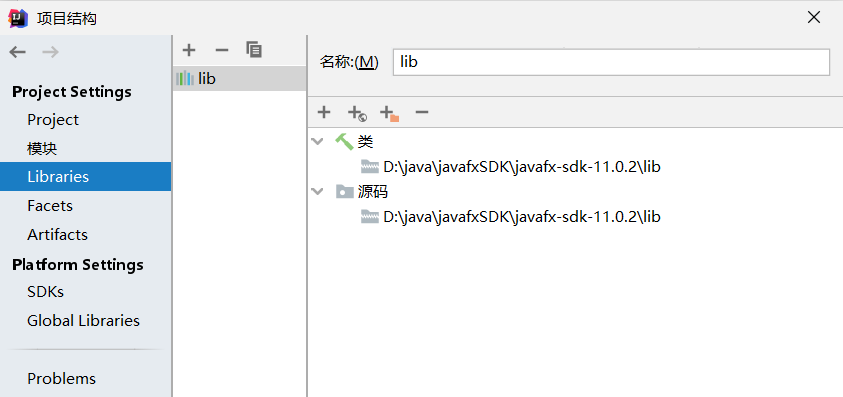 项目结构
Project Settings
Project
模块
Libraries
Facets
Artifacts
Platform Settings
SDKs
Global Libraries
Problems
lib
名称:(M) lib
类
D:\java\javafxSDK\javafx-sdk-11.0.2\lib
源码
D:\java\javafxSDK\javafx-sdk-11.0.2\lib